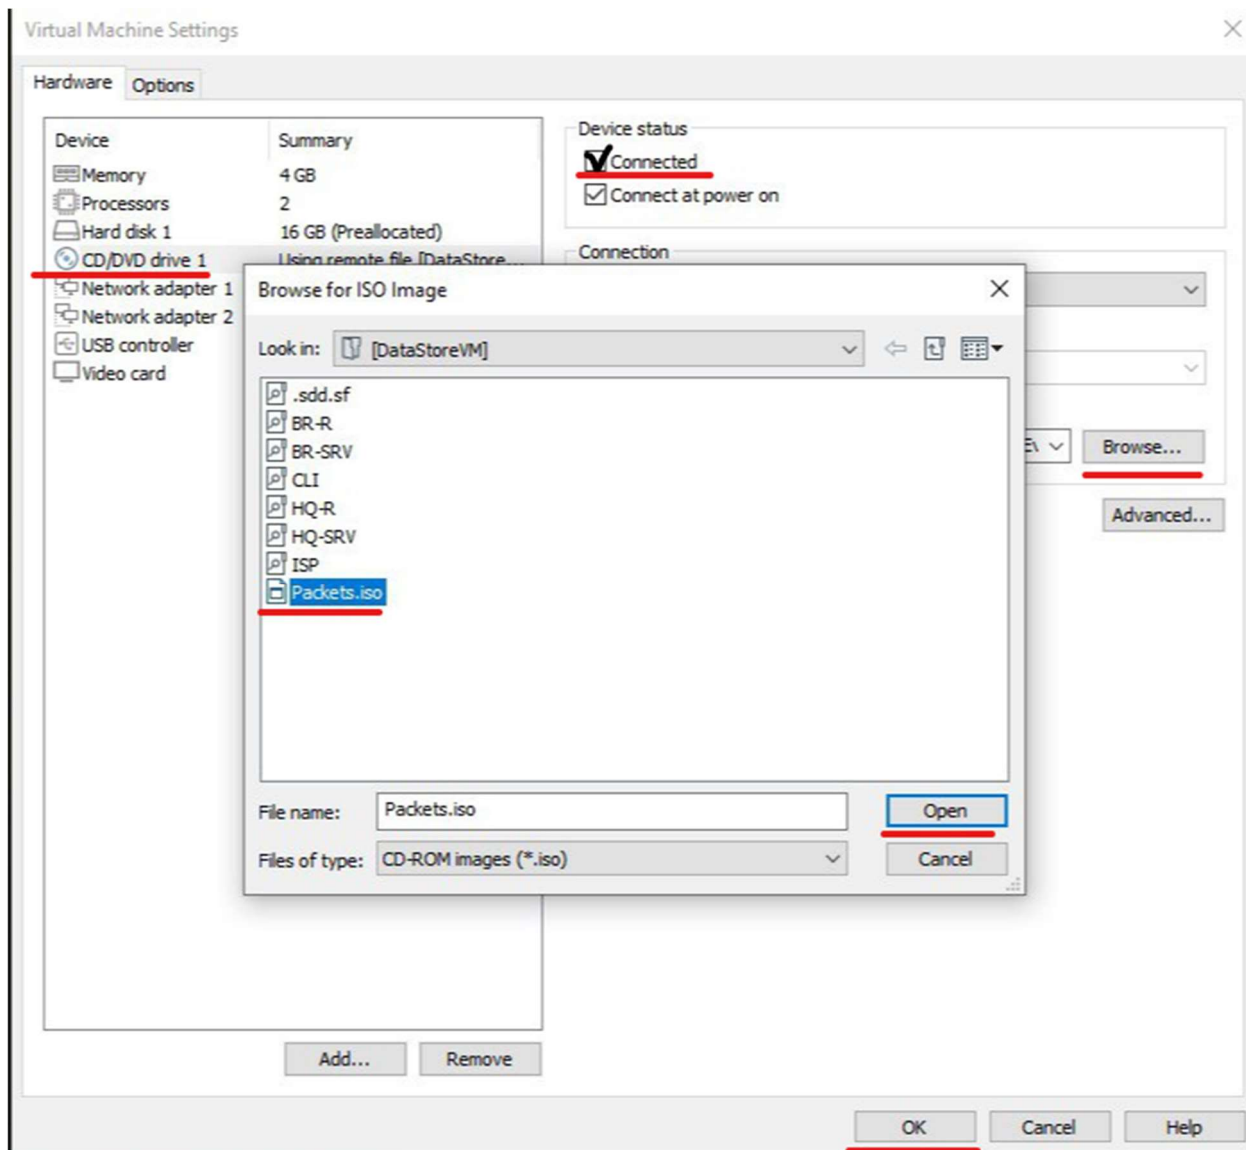 Virtual Machine Settings
Hardware Options
Device Summary
Memory 4 GB
Processors 2
Hard disk 1 16 GB (Preallocated)
CD/DVD drive 1 Using remote file [DataStore...
Network adapter 1
Network adapter 2
USB controller
Video card
Device status
Connected
Connect at power on
Connection
Browse for ISO Image
Look in: [DataStoreVM]
.sdd.sf
BR-R
BR-SRV
CLI
HQ-R
HQ-SRV
ISP
Packets.iso
File name: Packets.iso
Open
Files of type: CD-ROM images (*.iso)
Cancel
Browse...
Advanced...
Add... Remove
OK Cancel Help